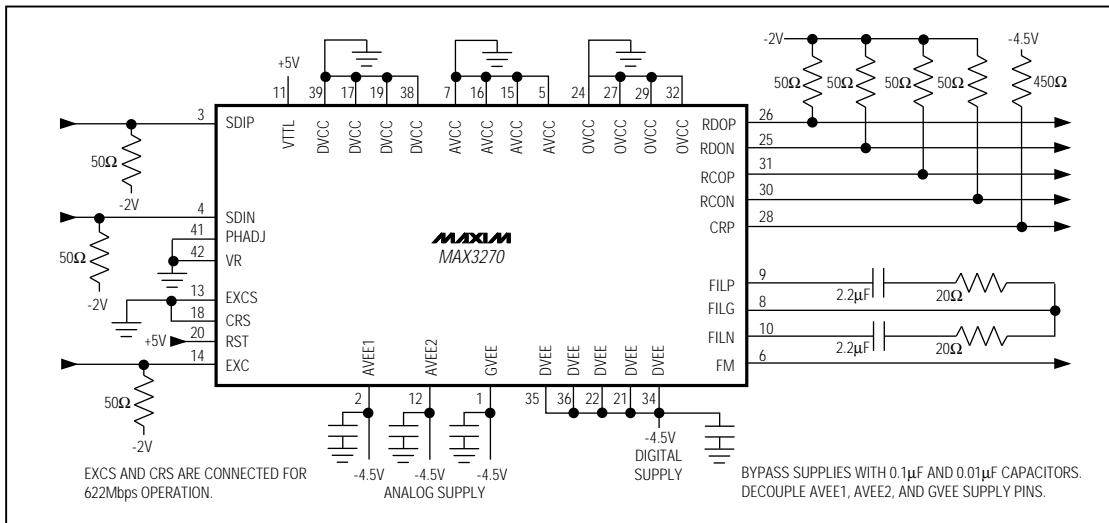 +5V
-2V
-4.5V
50Ω 50Ω 50Ω 50Ω 450Ω
11 39 17 19 38 7 16 15 5 24 27 29 32
VTTL DVCC DVCC DVCC DVCC AVCC AVCC AVCC AVCC OVCC OVCC OVCC OVCC
3 SDIP
50Ω
-2V
4 SDIN
50Ω
-2V
41 PHADJ
42 VR
13 EXCS
18 CRS
+5V 20 RST
14 EXC
50Ω
-2V
MAXIM
MAX3270
RDOP 26
RDON 25
RCOP 31
RCON 30
CRP 28
FILP 9
2.2μF 20Ω
FILG 8
FILN 10
2.2μF 20Ω
FM 6
AVEE1 AVEE2 GVEE DVEE DVEE DVEE DVEE DVEE
2 12 1 35 36 22 21 34
-4.5V -4.5V -4.5V
ANALOG SUPPLY
-4.5V
DIGITAL
SUPPLY
EXCS AND CRS ARE CONNECTED FOR
622Mbps OPERATION.
BYPASS SUPPLIES WITH 0.1μF AND 0.01μF CAPACITORS.
DECOUPLE AVEE1, AVEE2, AND GVEE SUPPLY PINS.